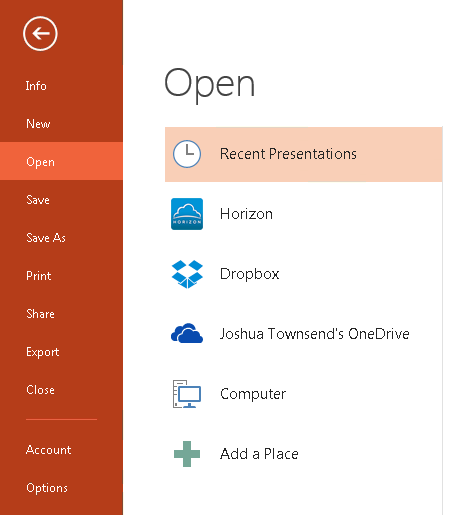 Info
New
Open
Save
Save As
Print
Share
Export
Close
Account
Options
Open
Recent Presentations
HORIZON
Horizon
Dropbox
Joshua Townsend's OneDrive
Computer
Add a Place